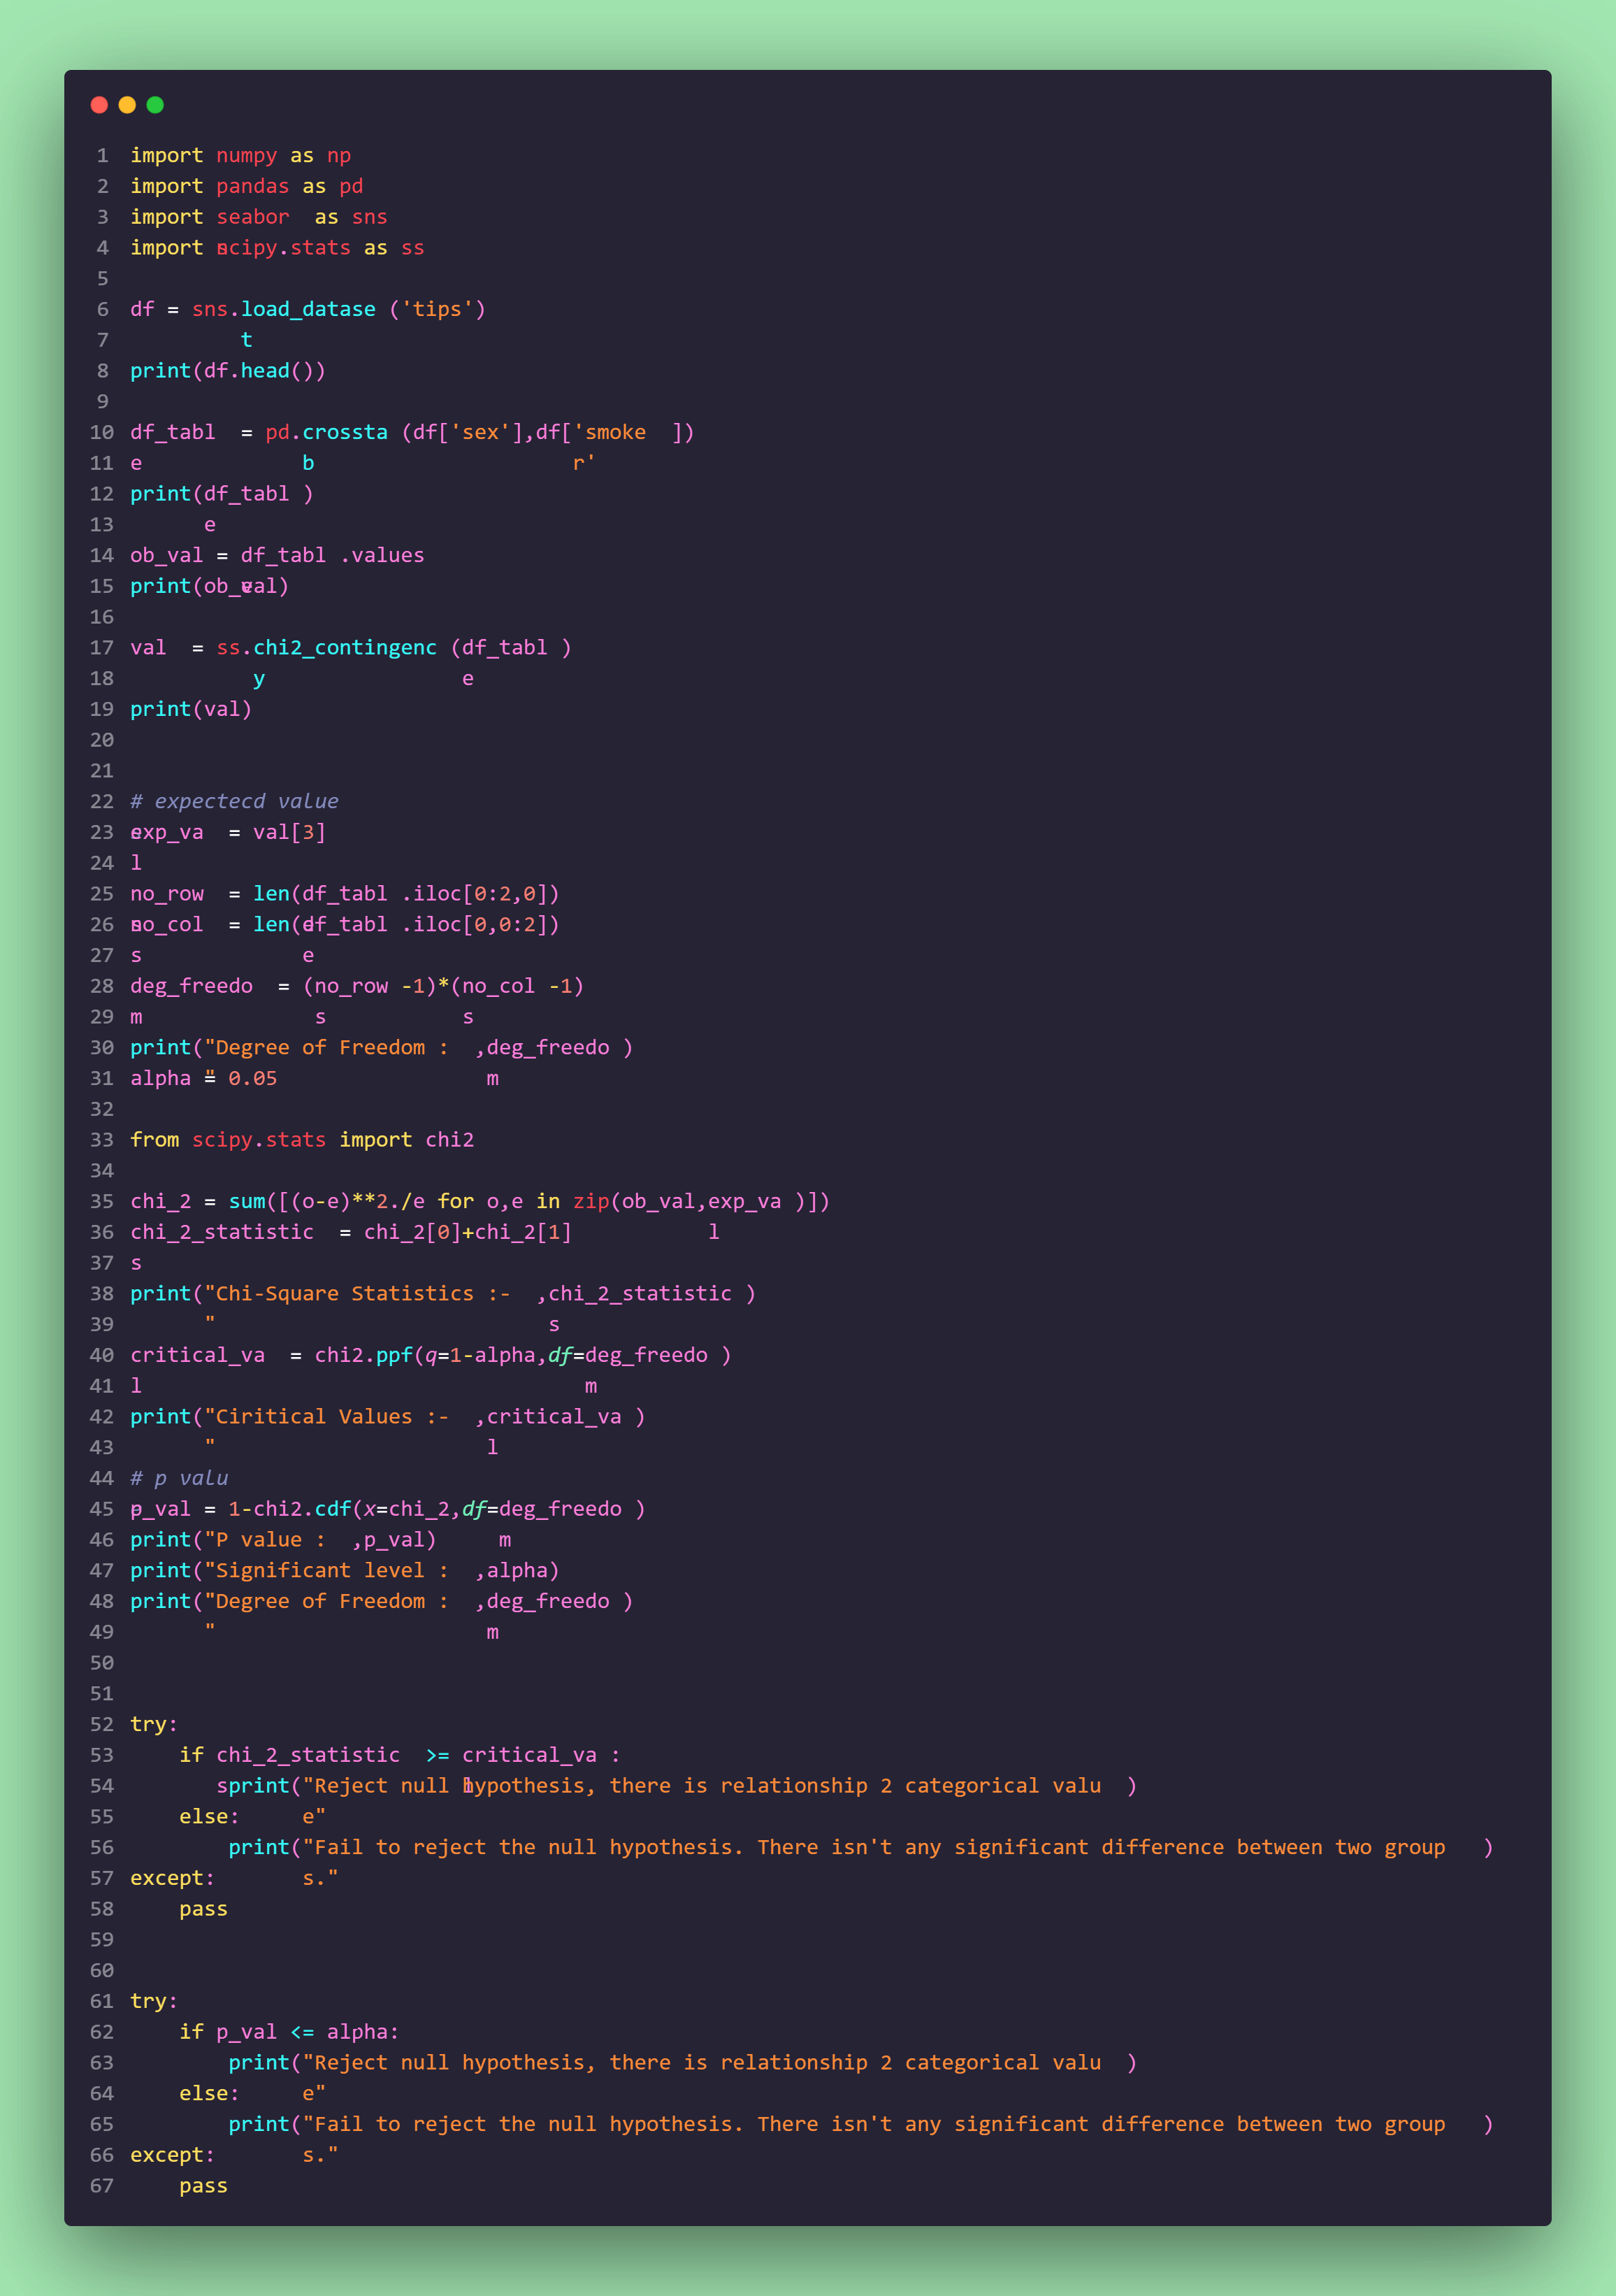 1 import numpy as np
2 import pandas as pd
3 import seabor  as sns
4 import scipy.stats as ss
5
6 df = sns.load_datase ('tips')
7          t
8 print(df.head())
9
10 df_tabl  = pd.crossta (df['sex'],df['smoke  ])
11 e             b                     r'
12 print(df_tabl )
13       e
14 ob_val = df_tabl .values
15 print(ob_val)
16
17 val  = ss.chi2_contingenc (df_tabl )
18           y                e
19 print(val)
20
21
22 # expectecd value
23 exp_va  = val[3]
24 l
25 no_row  = len(df_tabl .iloc[0:2,0])
26 no_col  = len(df_tabl .iloc[0,0:2])
27 s             e
28 deg_freedo  = (no_row -1)*(no_col -1)
29 m              s           s
30 print("Degree of Freedom :  ,deg_freedo )
31 alpha = 0.05                 m
32
33 from scipy.stats import chi2
34
35 chi_2 = sum([(o-e)**2./e for o,e in zip(ob_val,exp_va )])
36 chi_2_statistic  = chi_2[0]+chi_2[1]           l
37 s
38 print("Chi-Square Statistics :-  ,chi_2_statistic )
39       "                           s
40 critical_va  = chi2.ppf(q=1-alpha,df=deg_freedo )
41 l                                    m
42 print("Ciritical Values :-  ,critical_va )
43       "                      l
44 # p valu
45 p_val = 1-chi2.cdf(x=chi_2,df=deg_freedo )
46 print("P value :  ,p_val)     m
47 print("Significant level :  ,alpha)
48 print("Degree of Freedom :  ,deg_freedo )
49       "                      m
50
51
52 try:
53     if chi_2_statistic  >= critical_va :
54        sprint("Reject null hypothesis, there is relationship 2 categorical valu  )
55     else:     e"
56         print("Fail to reject the null hypothesis. There isn't any significant difference between two group   )
57 except:       s."
58     pass
59
60
61 try:
62     if p_val <= alpha:
63         print("Reject null hypothesis, there is relationship 2 categorical valu  )
64     else:     e"
65         print("Fail to reject the null hypothesis. There isn't any significant difference between two group   )
66 except:       s."
67     pass